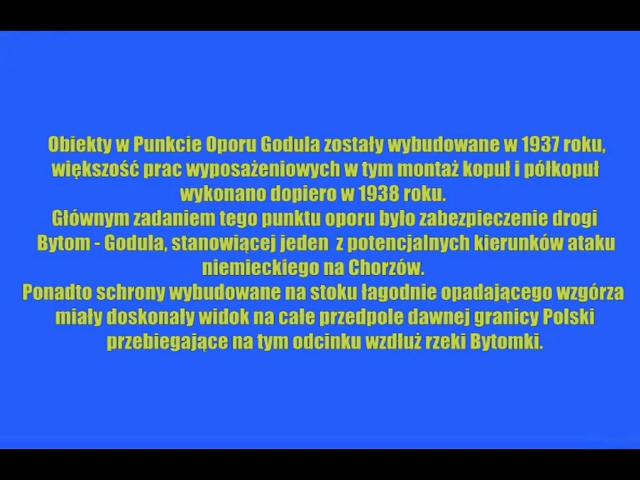 Obiekty w Punkcie Oporu Godula zostały wybudowane w 1937 roku,
większość prac wyposażeniowych w tym montaż kopuł i półkopuł
wykonano dopiero w 1938 roku.
Głównym zadaniem tego punktu oporu było zabezpieczenie drogi
Bytom - Godula, stanowiącej jeden z potencjalnych kierunków ataku
niemieckiego na Chorzów.
Ponadto schrony wybudowane na stoku łagodnie opadającego wzgórza
miały doskonały widok na całe przedpole dawnej granicy Polski
przebiegające na tym odcinku wzdłuż rzeki Bytomki.